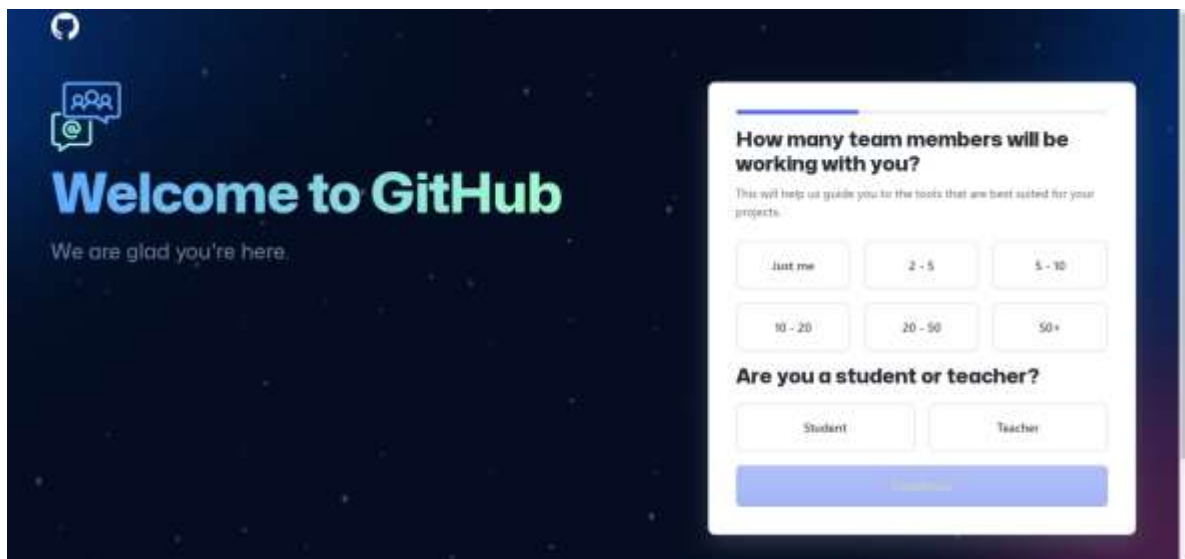 Welcome to GitHub
We are glad you're here.
How many team members will be
working with you?
This will help us guide you to the tools that are best suited for your
projects.
Just me
2 - 5
5 - 10
10 - 20
20 - 50
50+
Are you a student or teacher?
Student
Teacher